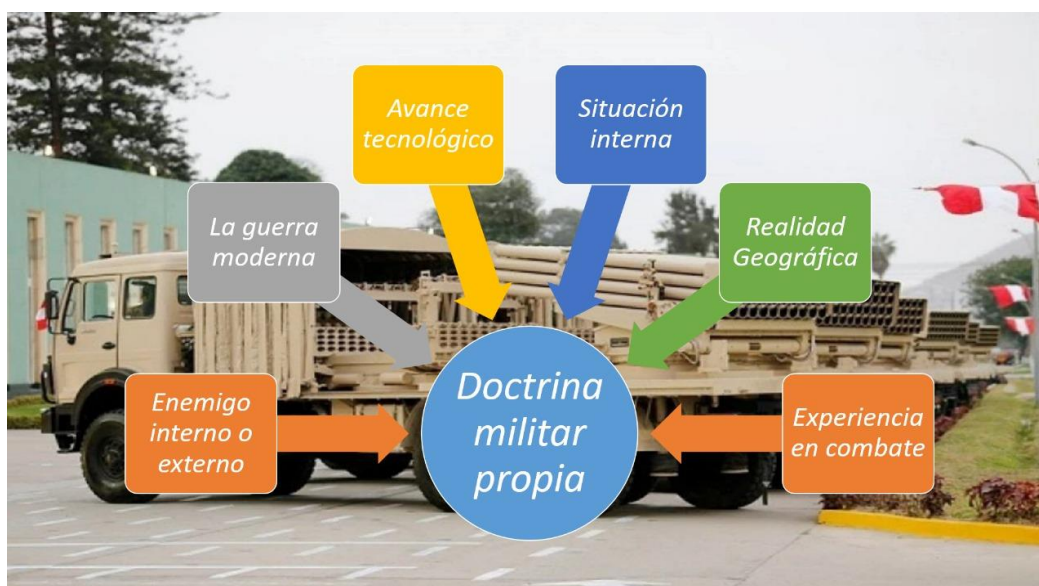 Avance
tecnológico
Situación
interna
La guerra
moderna
Realidad
Geográfica
Enemigo
interno o
externo
Doctrina
militar
propia
Experiencia
en combate